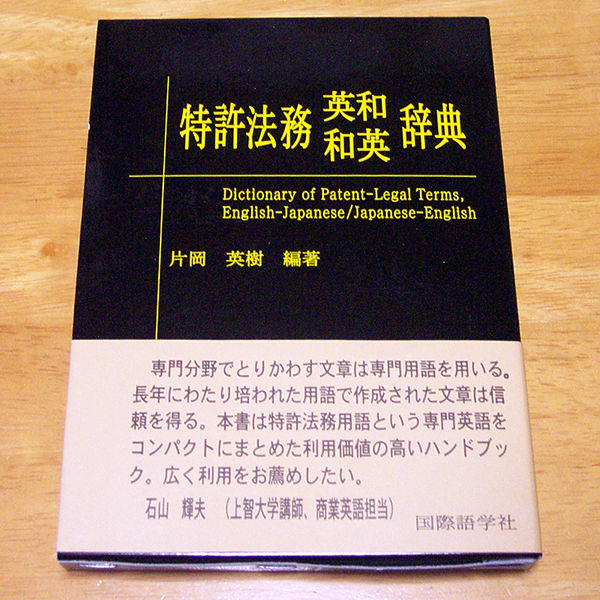 特許法務 英和 和英 辞典
Dictionary of Patent-Legal Terms,
English-Japanese/Japanese-English
片岡　英樹　編著
専門分野でとりかわす文章は専門用語を用いる。
長年にわたり培われた用語で作成された文章は信
頼を得る。本書は特許法務用語という専門英語を
コンパクトにまとめた利用価値の高いハンドブッ
ク。広く利用をお薦めしたい。
石山　輝夫　（上智大学講師、商業英語担当）
国際語学社